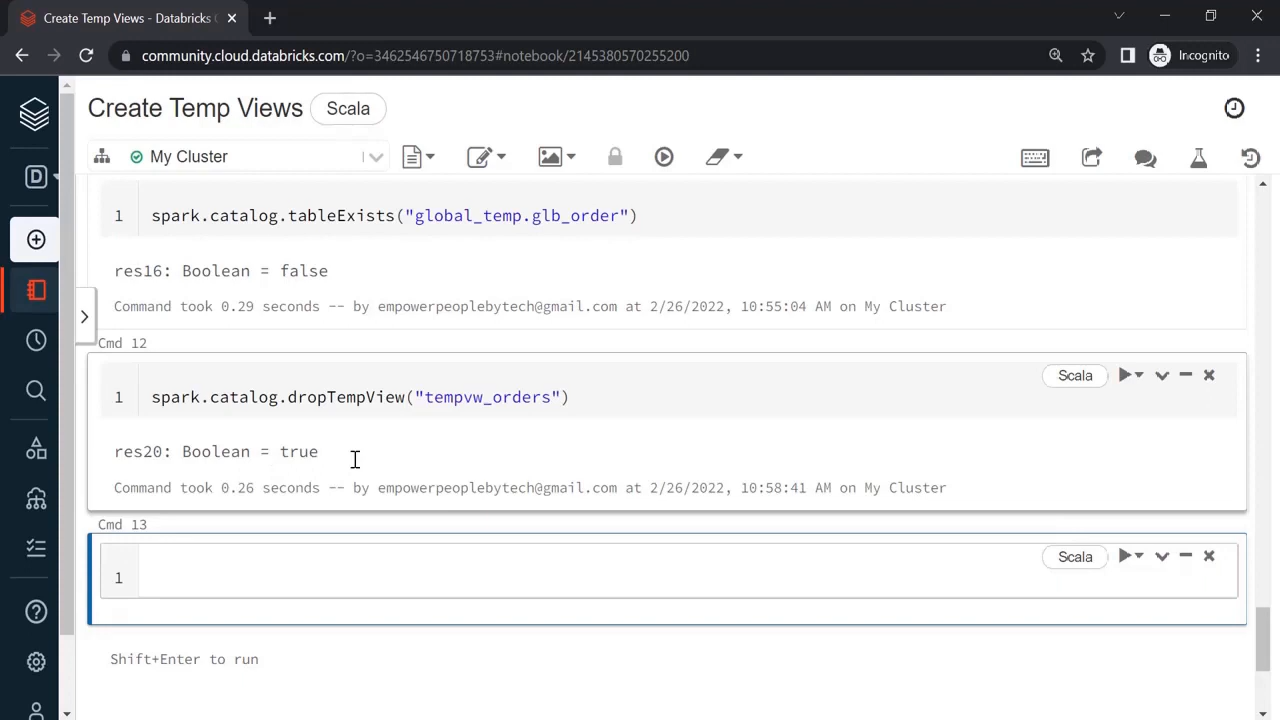 Create Temp Views - Databricks C
community.cloud.databricks.com/?o=3462546750718753#notebook/2145380570255200
Incognito
Create Temp Views
Scala
My Cluster
D
1 spark.catalog.tableExists("global_temp.glb_order")
res16: Boolean = false
Command took 0.29 seconds -- by empowerpeoplebytech@gmail.com at 2/26/2022, 10:55:04 AM on My Cluster
Cmd 12
Scala
1 spark.catalog.dropTempView("tempvw_orders")
res20: Boolean = true
Command took 0.26 seconds -- by empowerpeoplebytech@gmail.com at 2/26/2022, 10:58:41 AM on My Cluster
Cmd 13
Scala
1
Shift+Enter to run